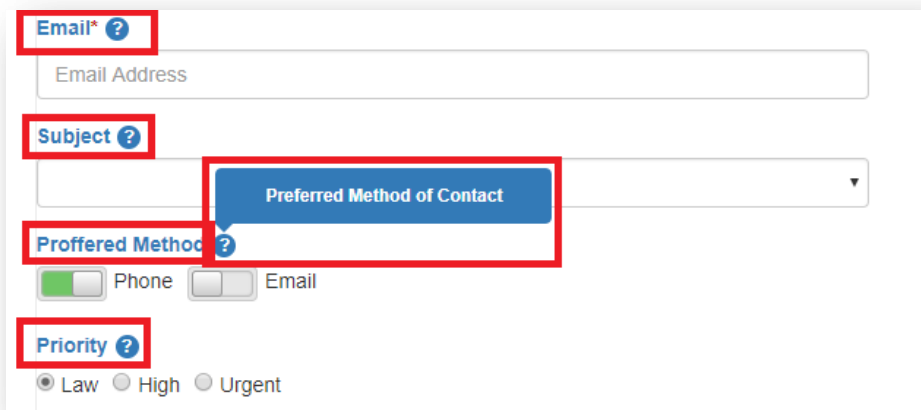 Email* ?
Email Address
Subject ?
Preferred Method of Contact
Proffered Method ?
Phone Email
Priority ?
Law High Urgent